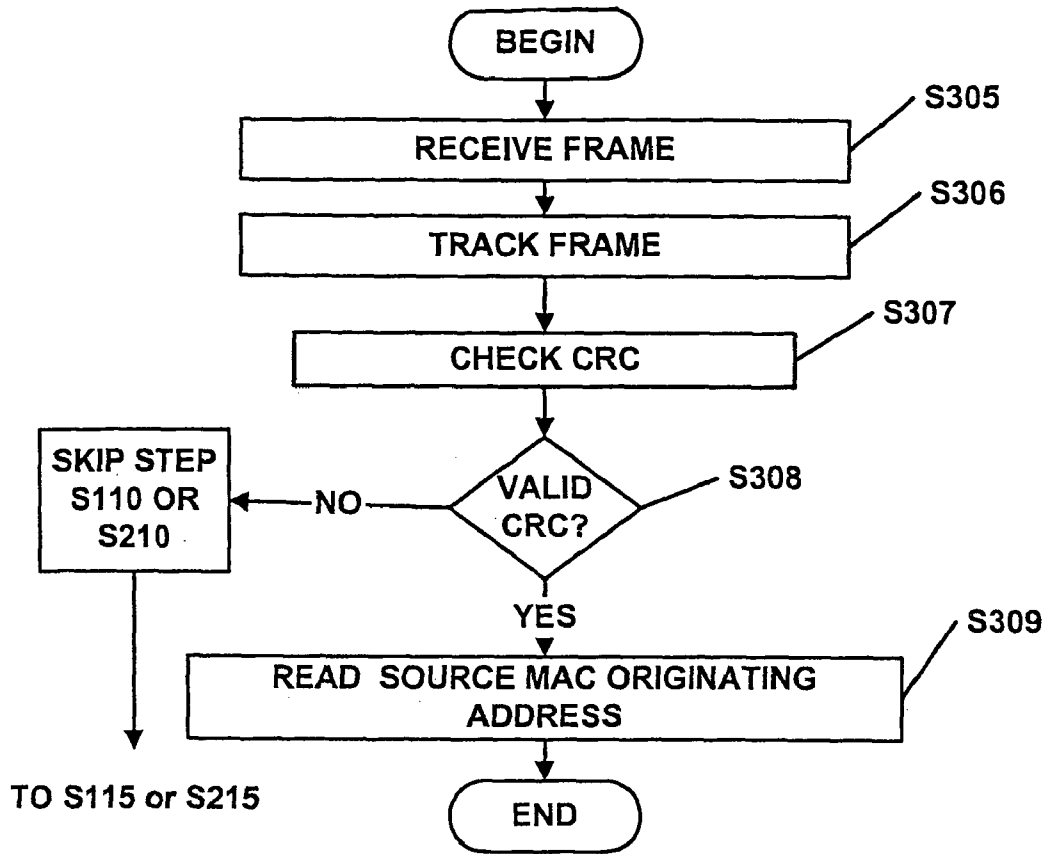 BEGIN
S305
RECEIVE FRAME
S306
TRACK FRAME
S307
CHECK CRC
SKIP STEP
S110 OR
S210
NO
VALID
CRC?
S308
YES
S309
READ SOURCE MAC ORIGINATING
ADDRESS
TO S115 or S215
END